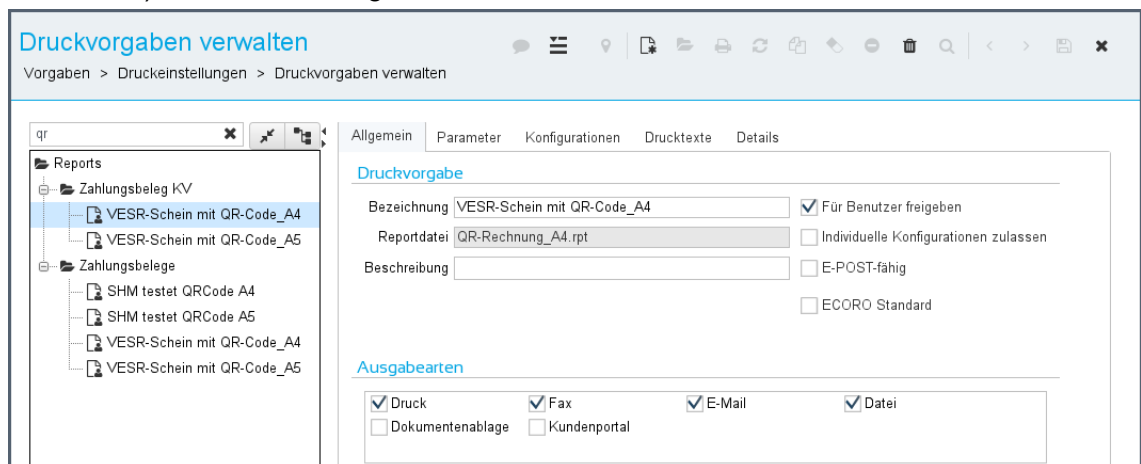 Druckvorgaben verwalten
Vorgaben > Druckeinstellungen > Druckvorgaben verwalten
qr
Reports
Zahlungsbeleg KV
VESR-Schein mit QR-Code_A4
VESR-Schein mit QR-Code_A5
Zahlungsbelege
SHM testet QRCode A4
SHM testet QRCode A5
VESR-Schein mit QR-Code_A4
VESR-Schein mit QR-Code_A5
Allgemein Parameter Konfigurationen Drucktexte Details
Druckvorgabe
Bezeichnung VESR-Schein mit QR-Code_A4 Für Benutzer freigeben
Reportdatei QR-Rechnung_A4.rpt Individuelle Konfigurationen zulassen
Beschreibung E-POST-fähig
ECORO Standard
Ausgabearten
Druck Fax E-Mail Datei
Dokumentenablage Kundenportal